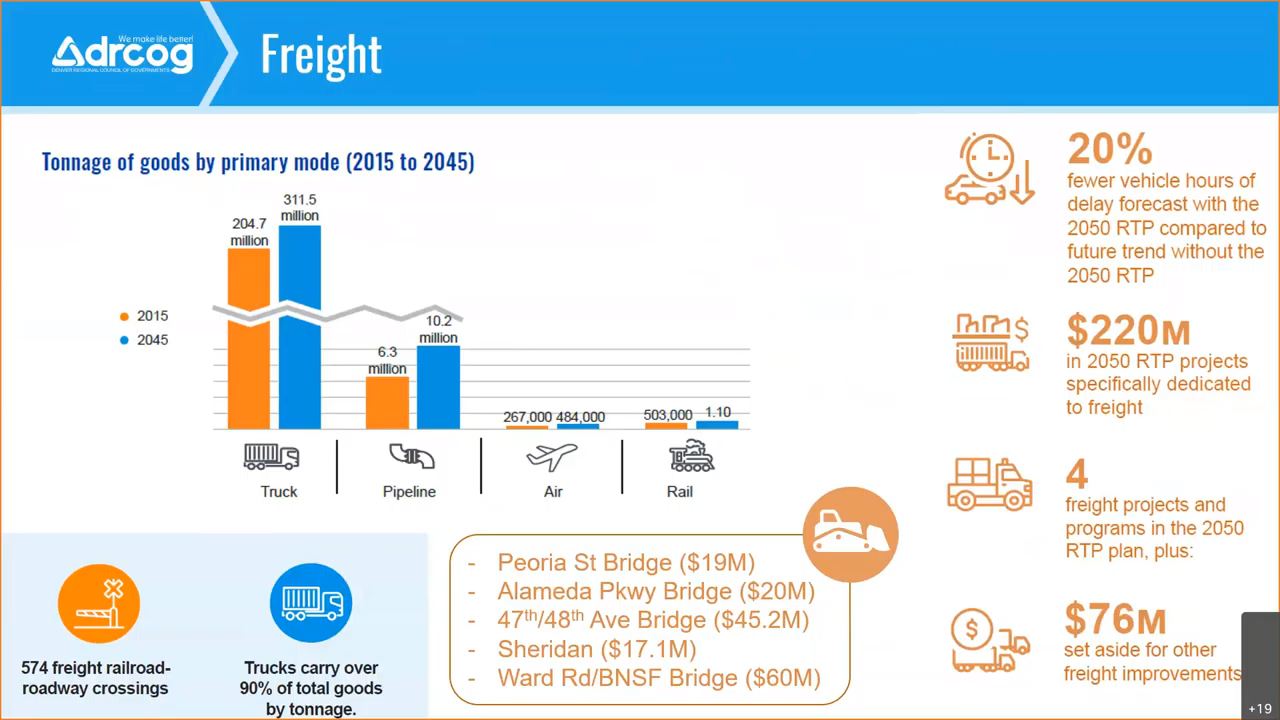 We make life better!
drcog
DENVER REGIONAL COUNCIL OF GOVERNMENTS
Freight
Tonnage of goods by primary mode (2015 to 2045)
2015
2045
204.7
million
311.5
million
6.3
million
10.2
million
267,000
484,000
503,000
1.10
Truck
Pipeline
Air
Rail
574 freight railroad-
roadway crossings
Trucks carry over
90% of total goods
by tonnage.
- Peoria St Bridge ($19M)
- Alameda Pkwy Bridge ($20M)
- 47th/48th Ave Bridge ($45.2M)
- Sheridan ($17.1M)
- Ward Rd/BNSF Bridge ($60M)
20%
fewer vehicle hours of
delay forecast with the
2050 RTP compared to
future trend without the
2050 RTP
$220M
in 2050 RTP projects
specifically dedicated
to freight
4
freight projects and
programs in the 2050
RTP plan, plus:
$76M
set aside for other
freight improvements
+19